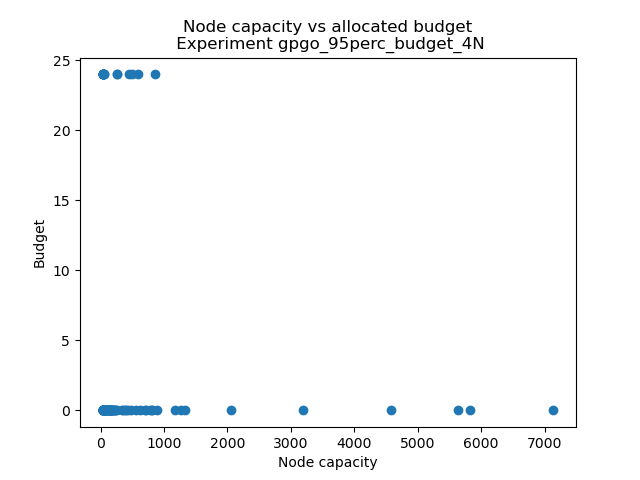 Node capacity vs allocated budget
Experiment gpgo_95perc_budget_4N
25
20
15
10
5
0
Budget
0 1000 2000 3000 4000 5000 6000 7000
Node capacity